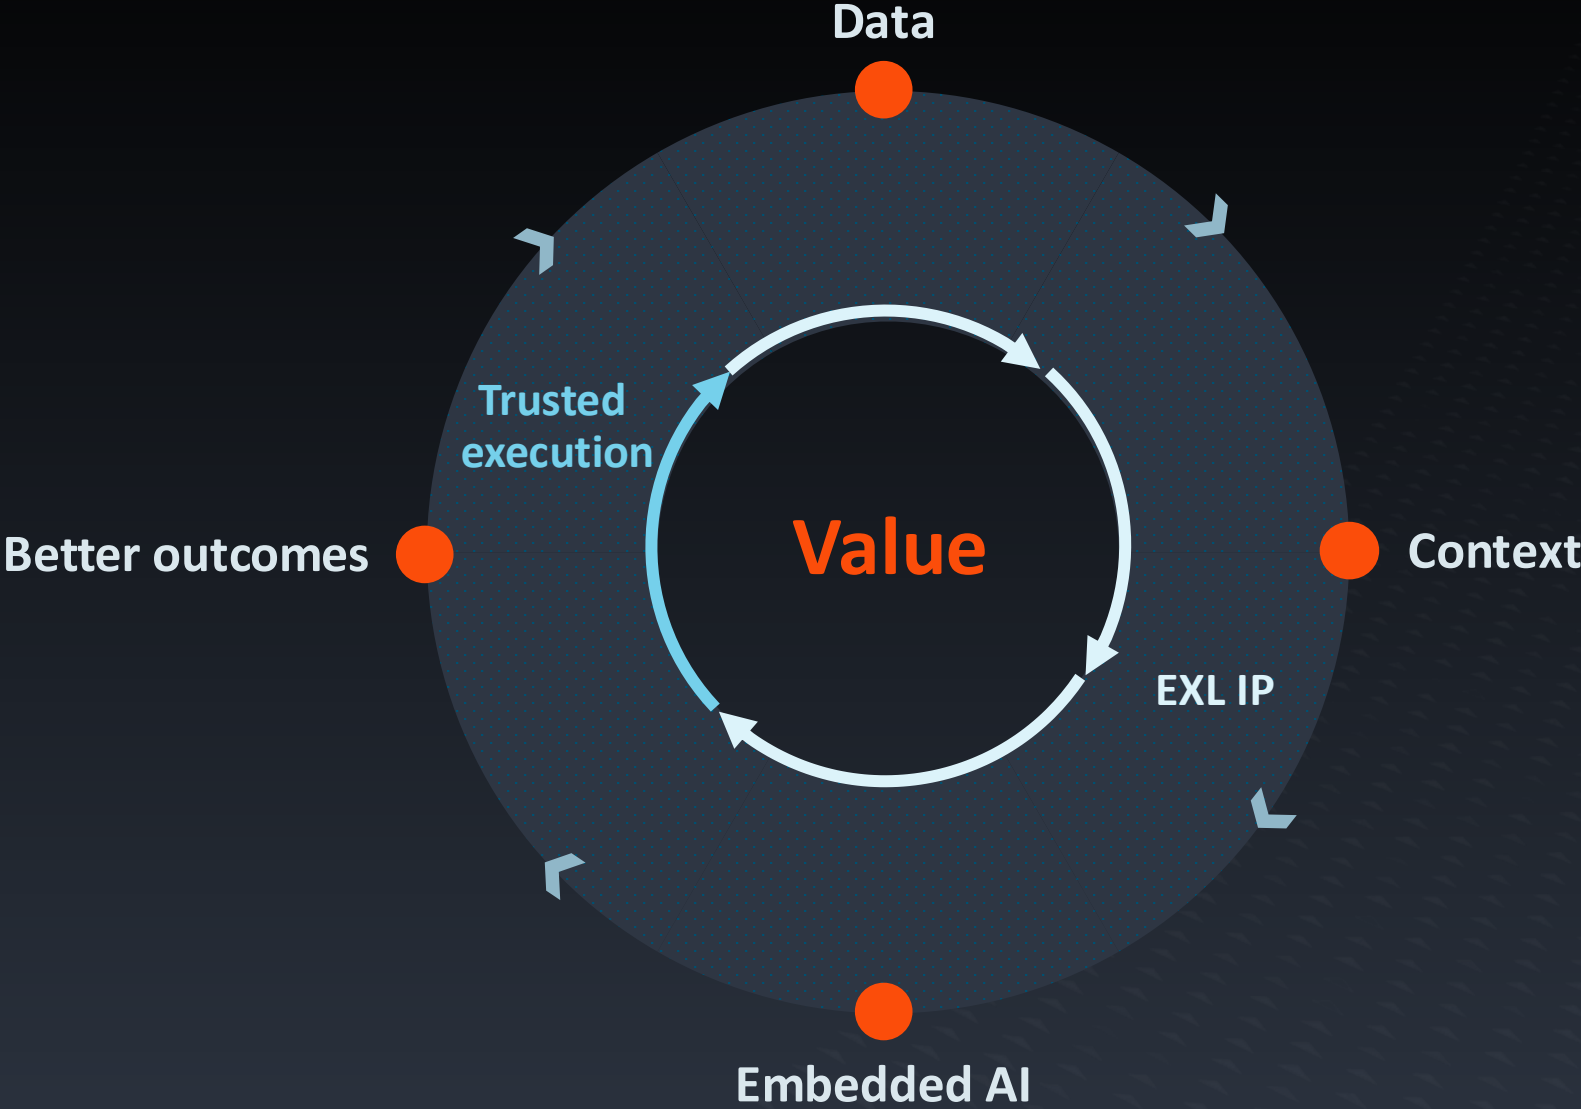 Data
Trusted
execution
Better outcomes
Value
Context
EXL IP
Embedded AI